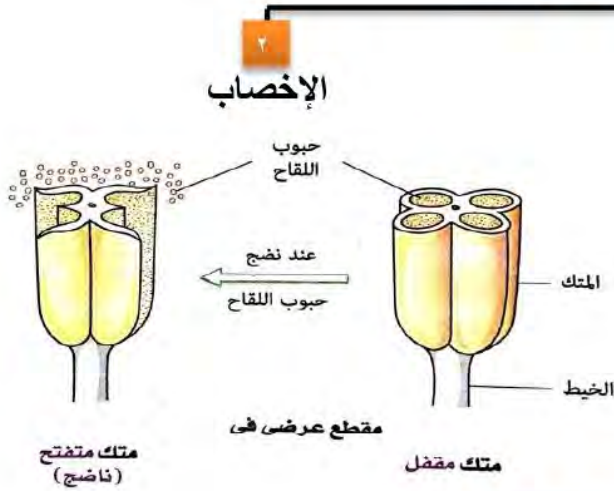 ٢
الإخصاب
حبوب
اللقاح
عند نضج
حبوب اللقاح
المتك
الخيط
مقطع عرضى فى
متك مقفل
متك متفتح
(ناضج)